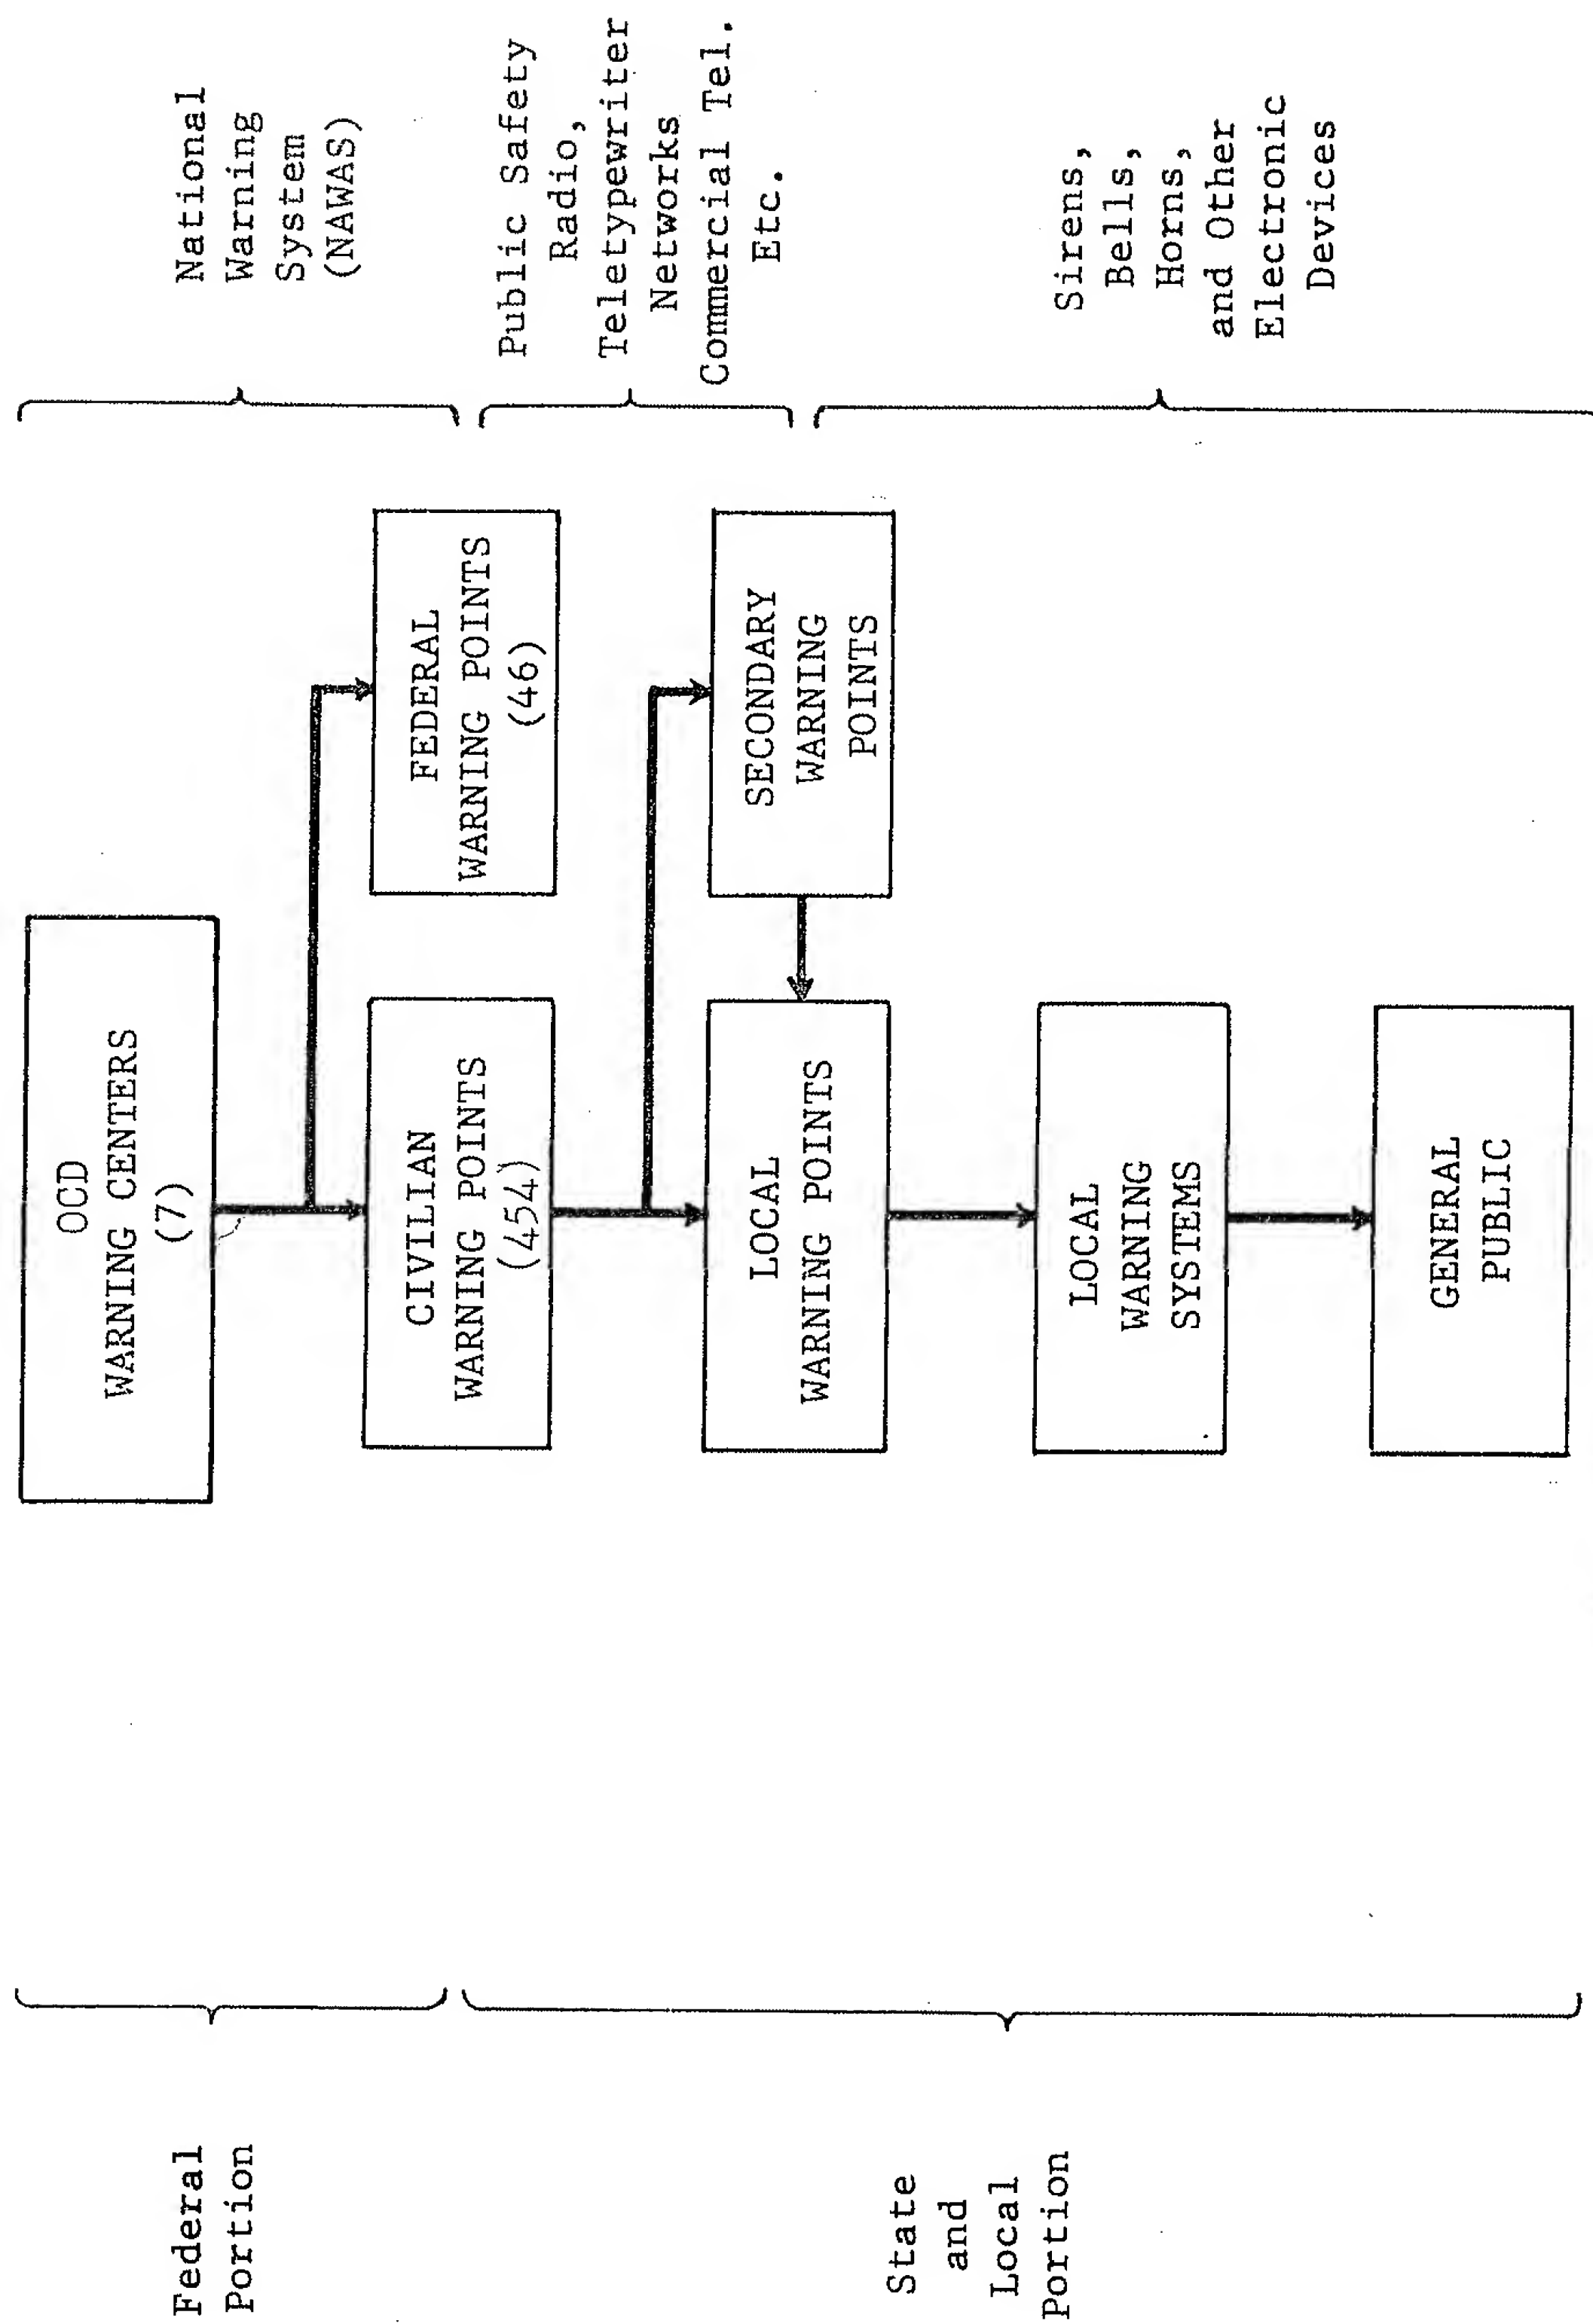 Federal
Portion
State
and
Local
Portion
OCD
WARNING CENTERS
(7)
CIVILIAN
WARNING POINTS
(454)
FEDERAL
WARNING POINTS
(46)
LOCAL
WARNING POINTS
SECONDARY
WARNING
POINTS
LOCAL
WARNING
SYSTEMS
GENERAL
PUBLIC
National
Warning
System
(NAWAS)
Public Safety
Radio,
Teletypewriter
Networks
Commercial Tel.
Etc.
Sirens,
Bells,
Horns,
and Other
Electronic
Devices